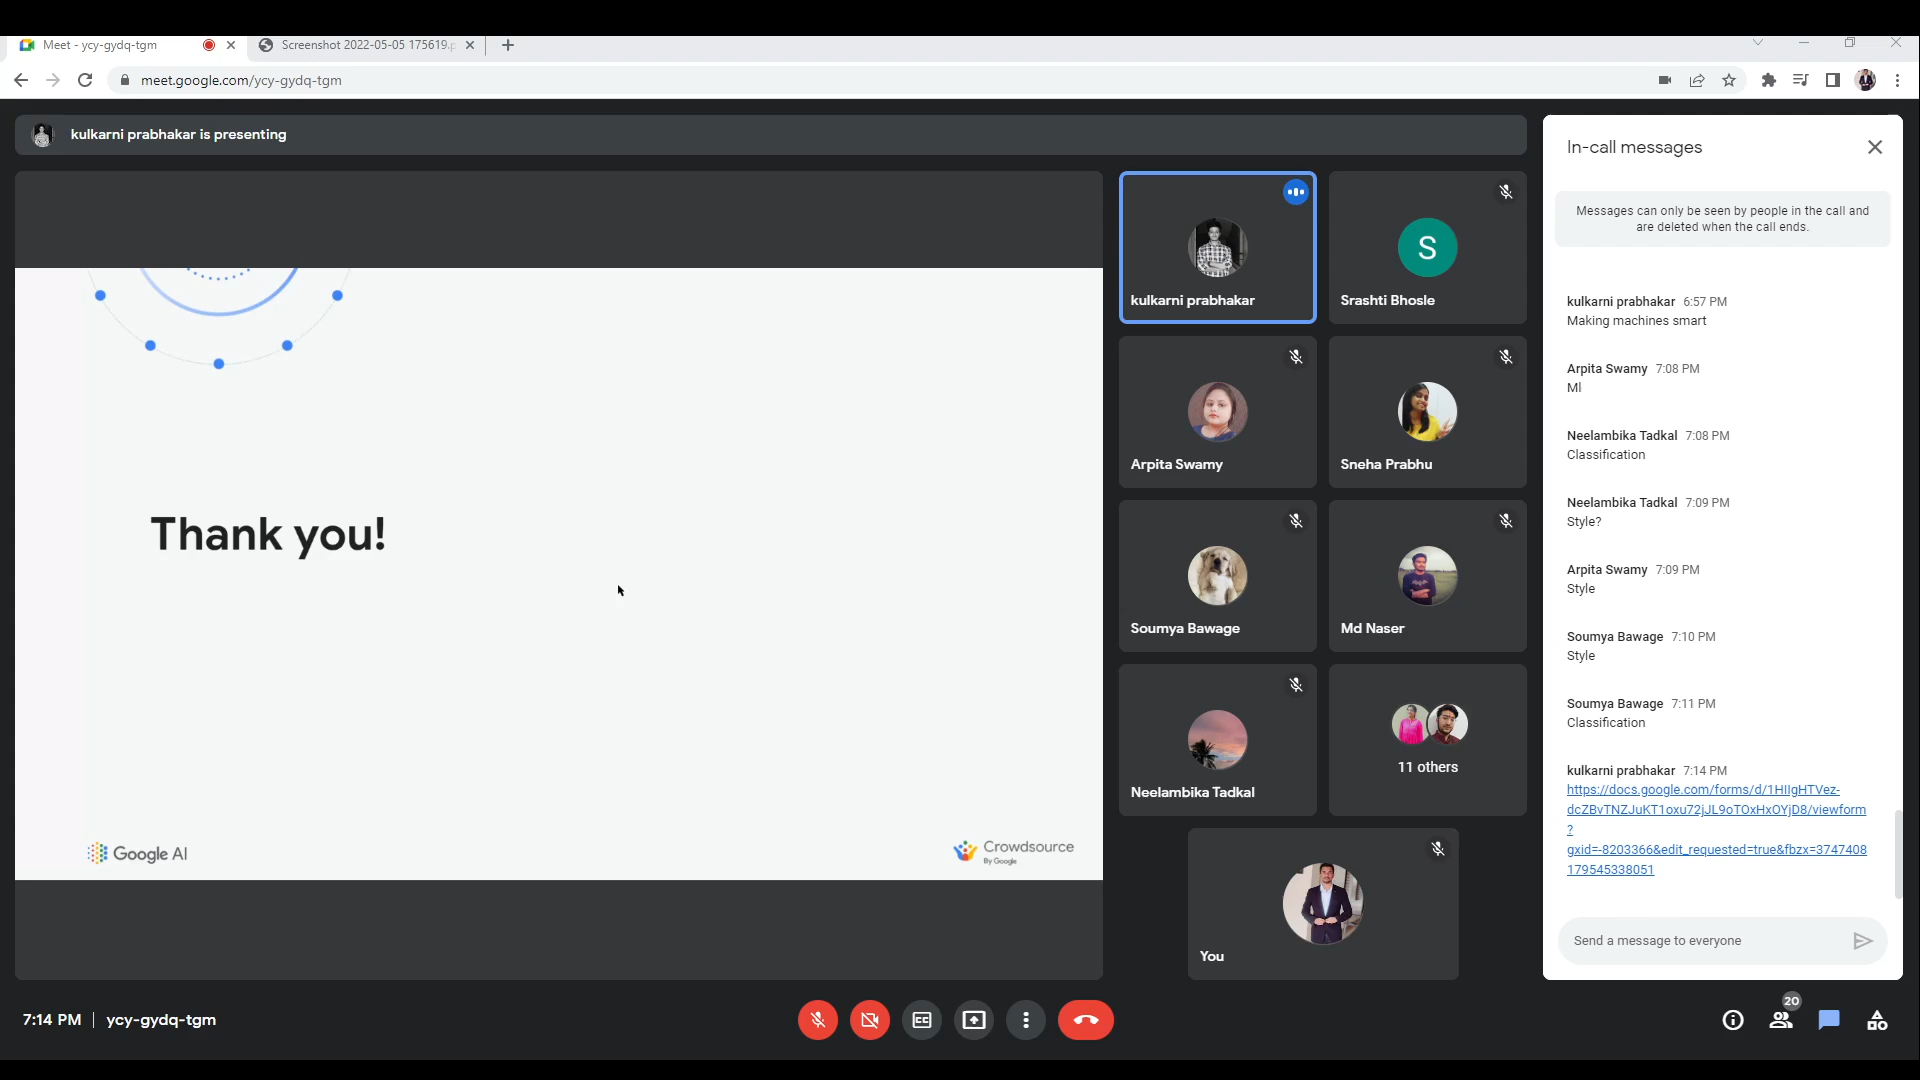 Meet - ycy-gydq-tgm
Screenshot 2022-05-05 175619.p
meet.google.com/ycy-gydq-tgm
kulkarni prabhakar is presenting
Thank you!
Google AI
Crowdsource
By Google
kulkarni prabhakar
S
Srashti Bhosle
Arpita Swamy
Sneha Prabhu
Soumya Bawage
Md Naser
Neelambika Tadkal
11 others
You
In-call messages
Messages can only be seen by people in the call and
are deleted when the call ends.
kulkarni prabhakar 6:57 PM
Making machines smart
Arpita Swamy 7:08 PM
Ml
Neelambika Tadkal 7:08 PM
Classification
Neelambika Tadkal 7:09 PM
Style?
Arpita Swamy 7:09 PM
Style
Soumya Bawage 7:10 PM
Style
Soumya Bawage 7:11 PM
Classification
kulkarni prabhakar 7:14 PM
https://docs.google.com/forms/d/1HIIgHTVez-
dcZBvTNZJuKT1oxu72jJL9oTOxHxOYjD8/viewform
?
gxid=-8203366&edit_requested=true&fbzx=3747408
179545338051
Send a message to everyone
7:14 PM | ycy-gydq-tgm
20